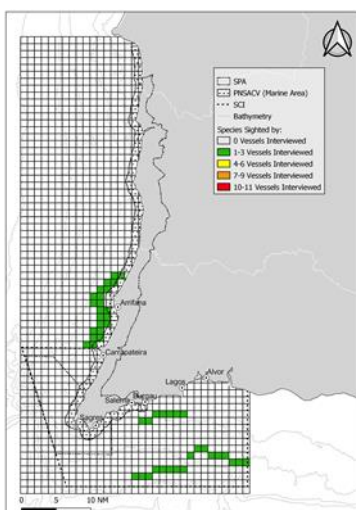 SPA
PNSACV (Marine Area)
SCI
Bathymetry
Species Sighted by:
0 Vessels Interviewed
1-3 Vessels Interviewed
4-6 Vessels Interviewed
7-9 Vessels Interviewed
10-11 Vessels Interviewed
Arrifana
Carrapateira
Alvor
Lagos
Burgau
Salema
Sagres
0 5 10 NM